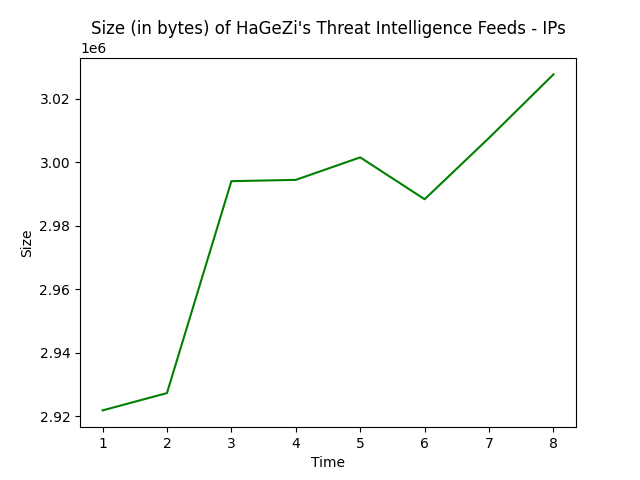 Size (in bytes) of HaGeZi's Threat Intelligence Feeds - IPs
1e6
3.02
3.00
2.98
2.96
2.94
2.92
Size
1 2 3 4 5 6 7 8
Time